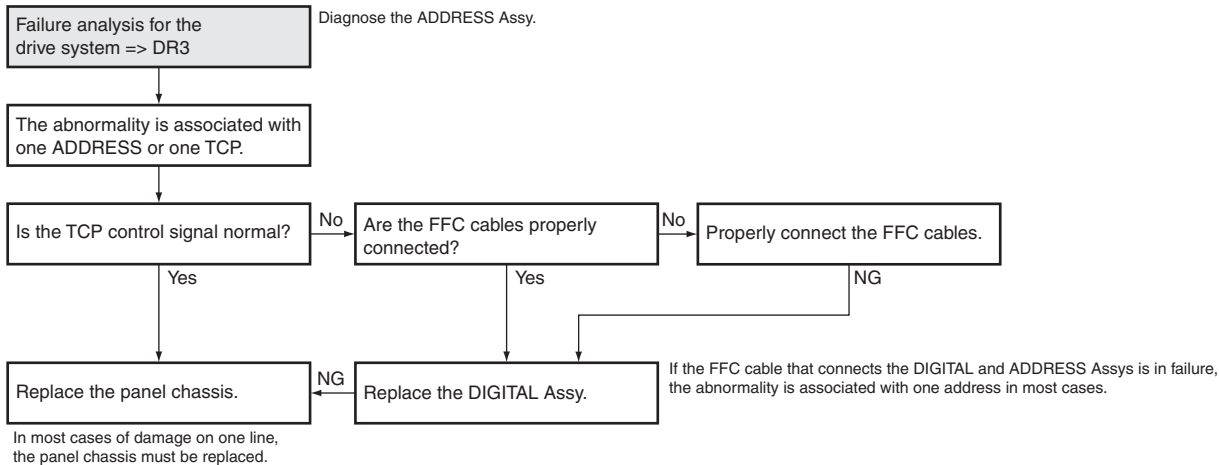 Failure analysis for the
drive system => DR3
Diagnose the ADDRESS Assy.
The abnormality is associated with
one ADDRESS or one TCP.
Is the TCP control signal normal?
No
Are the FFC cables properly
connected?
No
Properly connect the FFC cables.
Yes
Yes
NG
Replace the panel chassis.
NG
Replace the DIGITAL Assy.
If the FFC cable that connects the DIGITAL and ADDRESS Assys is in failure,
the abnormality is associated with one address in most cases.
In most cases of damage on one line,
the panel chassis must be replaced.